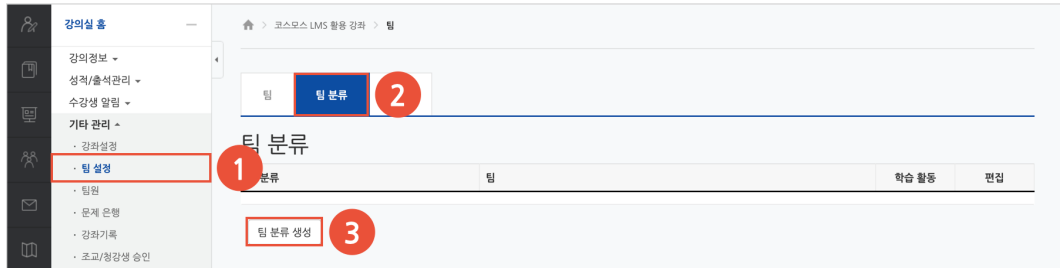 강의실 홈
강의정보
성적/출석관리
수강생 알림
기타 관리
· 강좌설정
· 팀 설정
· 팀원
· 문제 은행
· 강좌기록
· 조교/청강생 승인
1
> 코스모스 LMS 활용 강좌 > 팀
팀 팀 분류 2
팀 분류
분류 팀 학습 활동 편집
팀 분류 생성 3